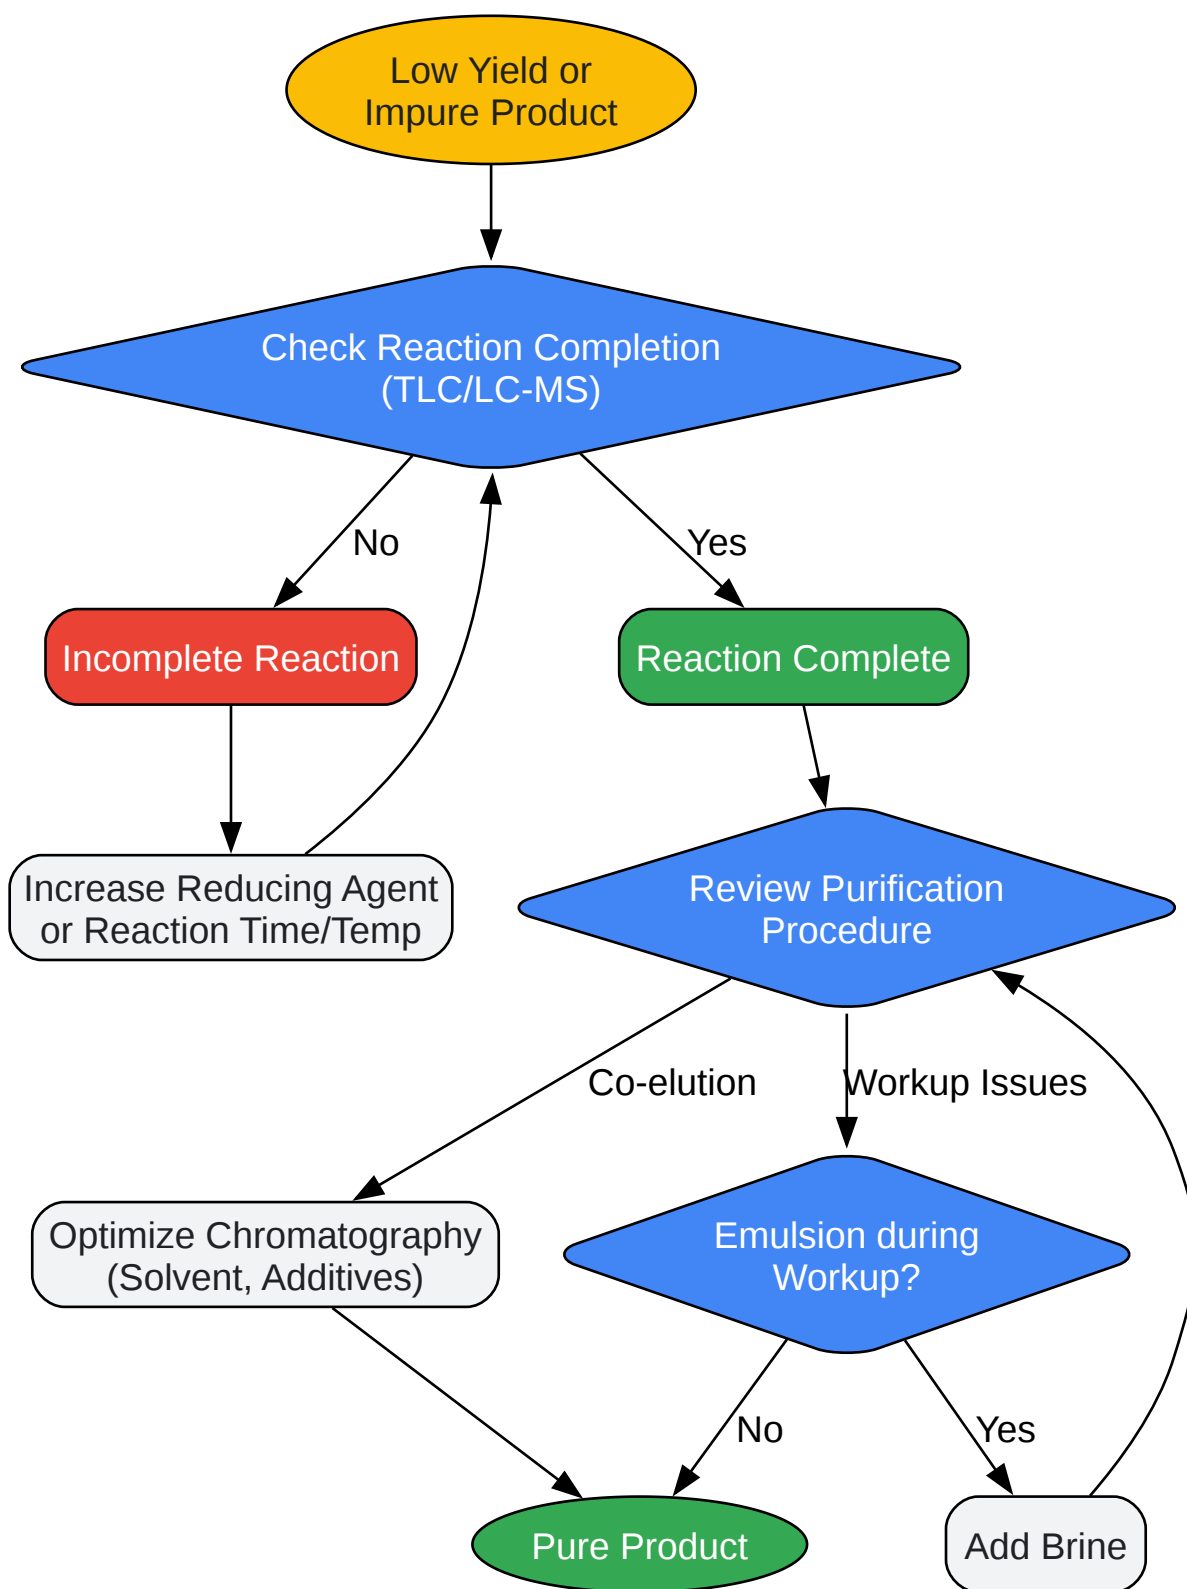 Low Yield or
Impure Product
Check Reaction Completion
(TLC/LC-MS)
No
Yes
Incomplete Reaction
Reaction Complete
Increase Reducing Agent
or Reaction Time/Temp
Review Purification
Procedure
Co-elution
Workup Issues
Optimize Chromatography
(Solvent, Additives)
Emulsion during
Workup?
No
Yes
Pure Product
Add Brine